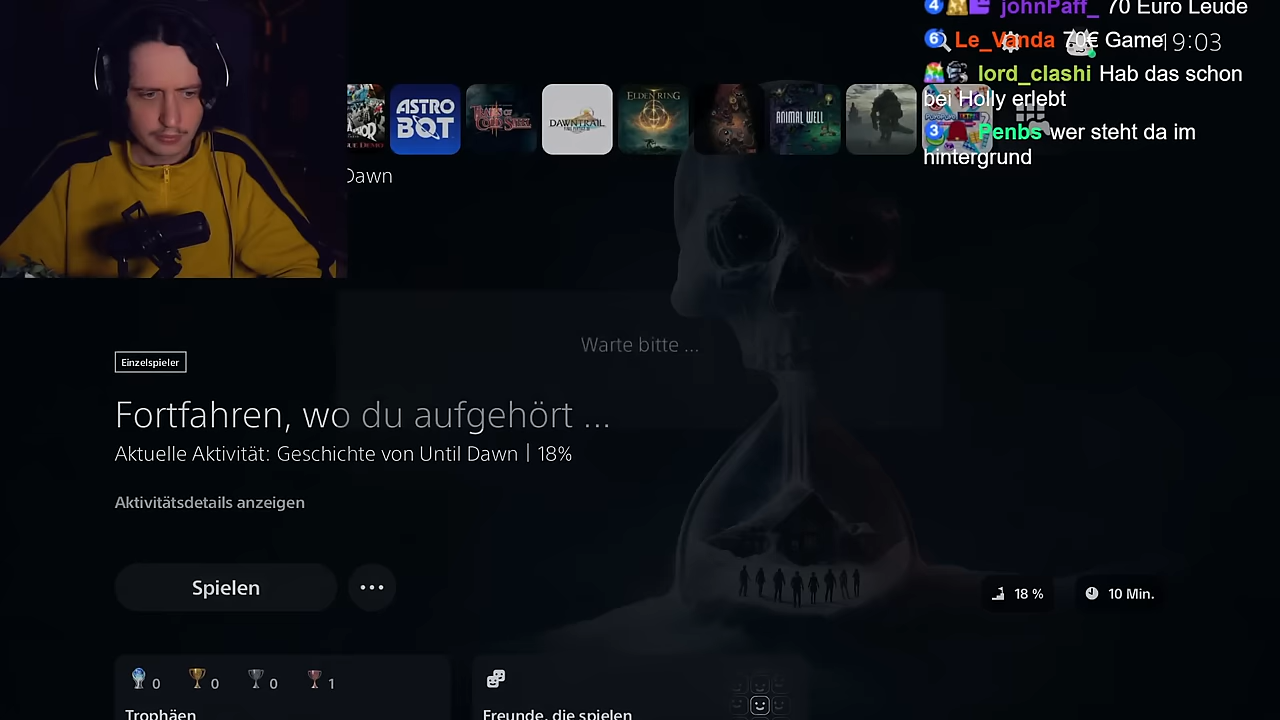 johnPaff_ 70 Euro Leude
Le_Vanda 70€ Game
19:03
lord_clashi Hab das schon
bei Holly erlebt
Penbs wer steht da im
hintergrund
ASTRO
BOT
DAWNTRAIL
ELDEN RING
ANIMAL WELL
Dawn
Warte bitte ...
Einzelspieler
Fortfahren, wo du aufgehört ...
Aktuelle Aktivität: Geschichte von Until Dawn | 18%
Aktivitätsdetails anzeigen
Spielen
18 %
10 Min.
0 0 0 1
Trophäen
Freunde, die spielen